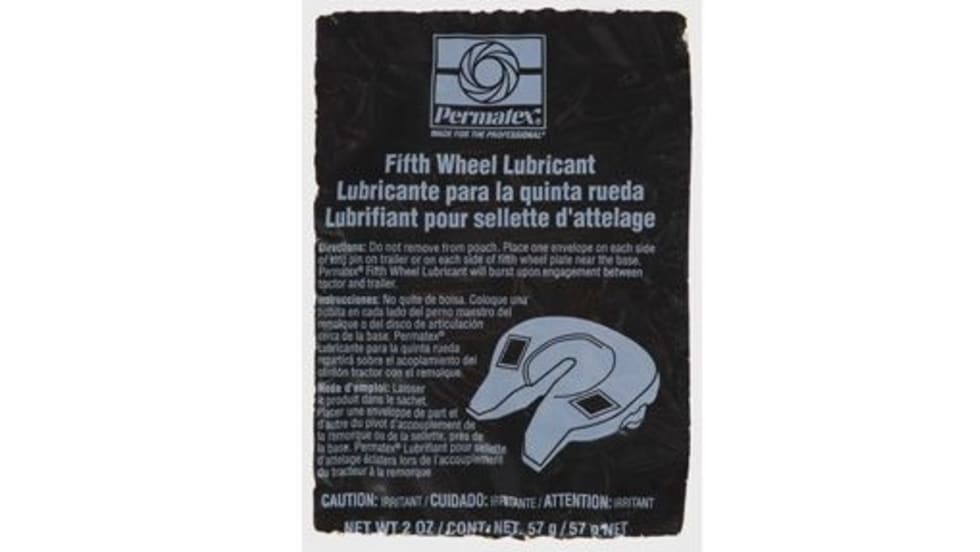 Permatex®
MADE FOR THE PROFESSIONAL®
Fifth Wheel Lubricant
Lubricante para la quinta rueda
Lubrifiant pour sellette d'attelage
Directions: Do not remove from pouch. Place one envelope on each side
of king pin on trailer or on each side of fifth wheel plate near the base.
Permatex® Fifth Wheel Lubricant will burst upon engagement between
tractor and trailer.
Instrucciones: No quite de bolsa. Coloque una
bolsita en cada lado del perno maestro del
remolque o del disco de articulación
cerca de la base. Permatex®
Lubricante para la quinta rueda
repartirá sobre el acoplamiento del
camión tractor con el remolque.
Mode d'emploi: Laisser
le produit dans le sachet.
Placer une enveloppe de part et
d'autre du pivot d'accouplement de
la remorque ou de la sellette, près de
la base. Permatex® Lubrifiant pour sellette
d'attelage éclatera lors de l'accouplement
du tracteur à la remorque
CAUTION: IRRITANT / CUIDADO: IRRITANTE / ATTENTION: IRRITANT
NET WT 2 OZ / CONT. NET. 57 g / 57 g NET